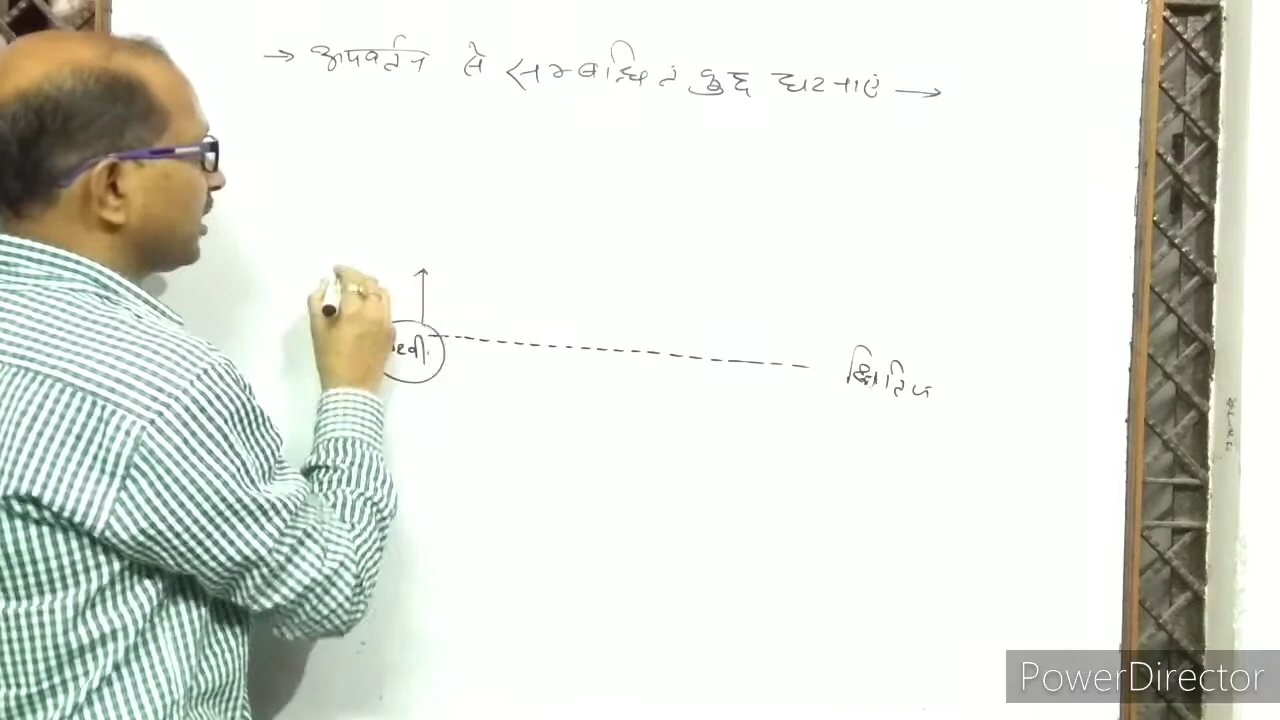 → अपवर्तन से सम्बन्धित कुछ घटनाएं →
क्षितिज
PowerDirector